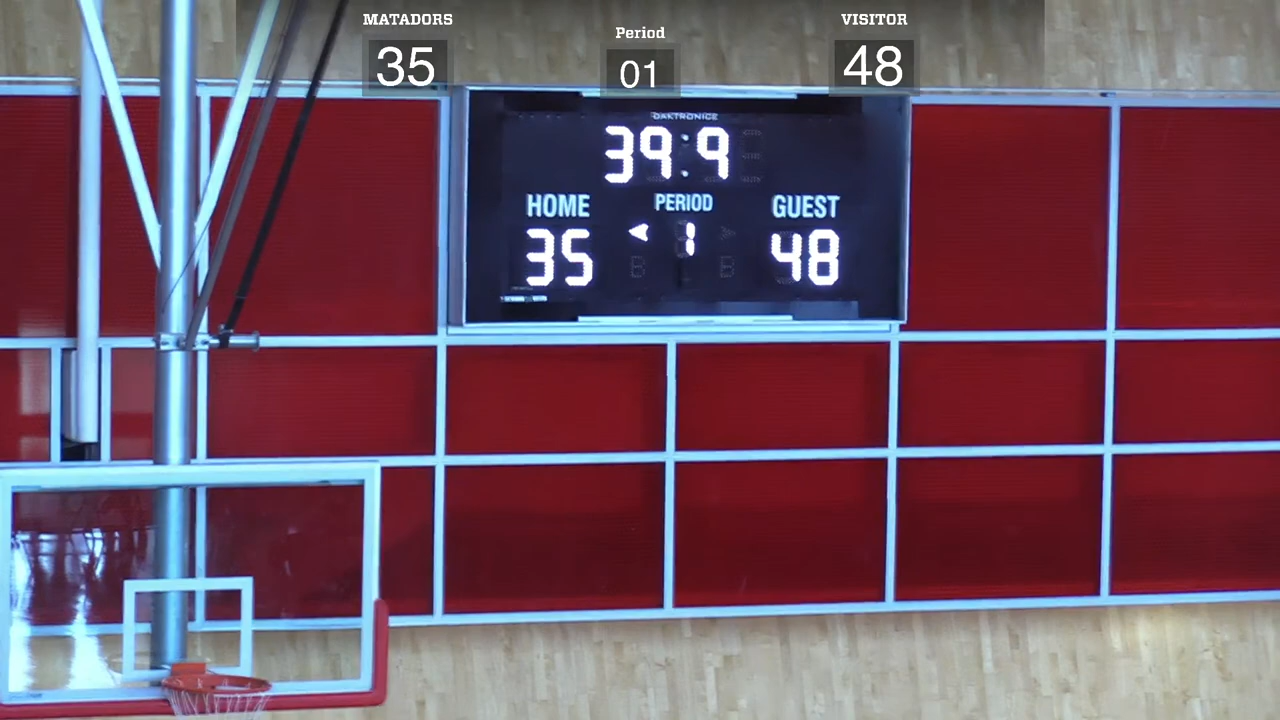 MATADORS
Period
VISITOR
35
01
48
DAKTRONICS
39:9
HOME
PERIOD
GUEST
35
1
48